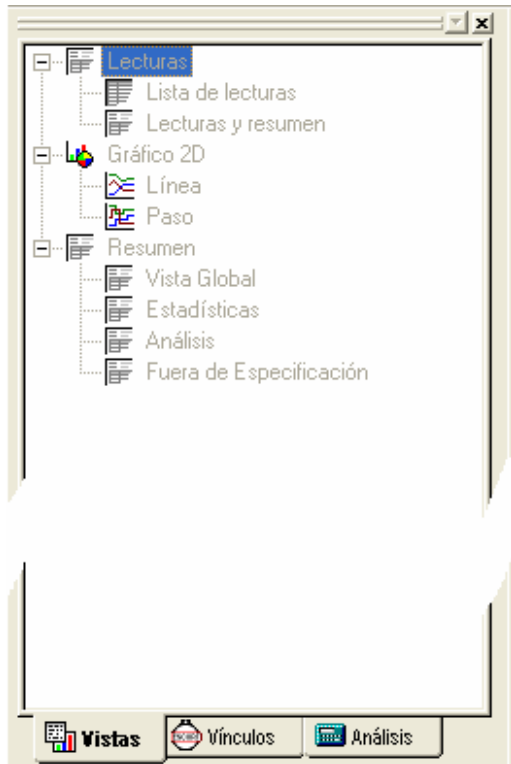 Lecturas
Lista de lecturas
Lecturas y resumen
Gráfico 2D
Línea
Paso
Resumen
Vista Global
Estadísticas
Análisis
Fuera de Especificación
Vistas Vínculos Análisis